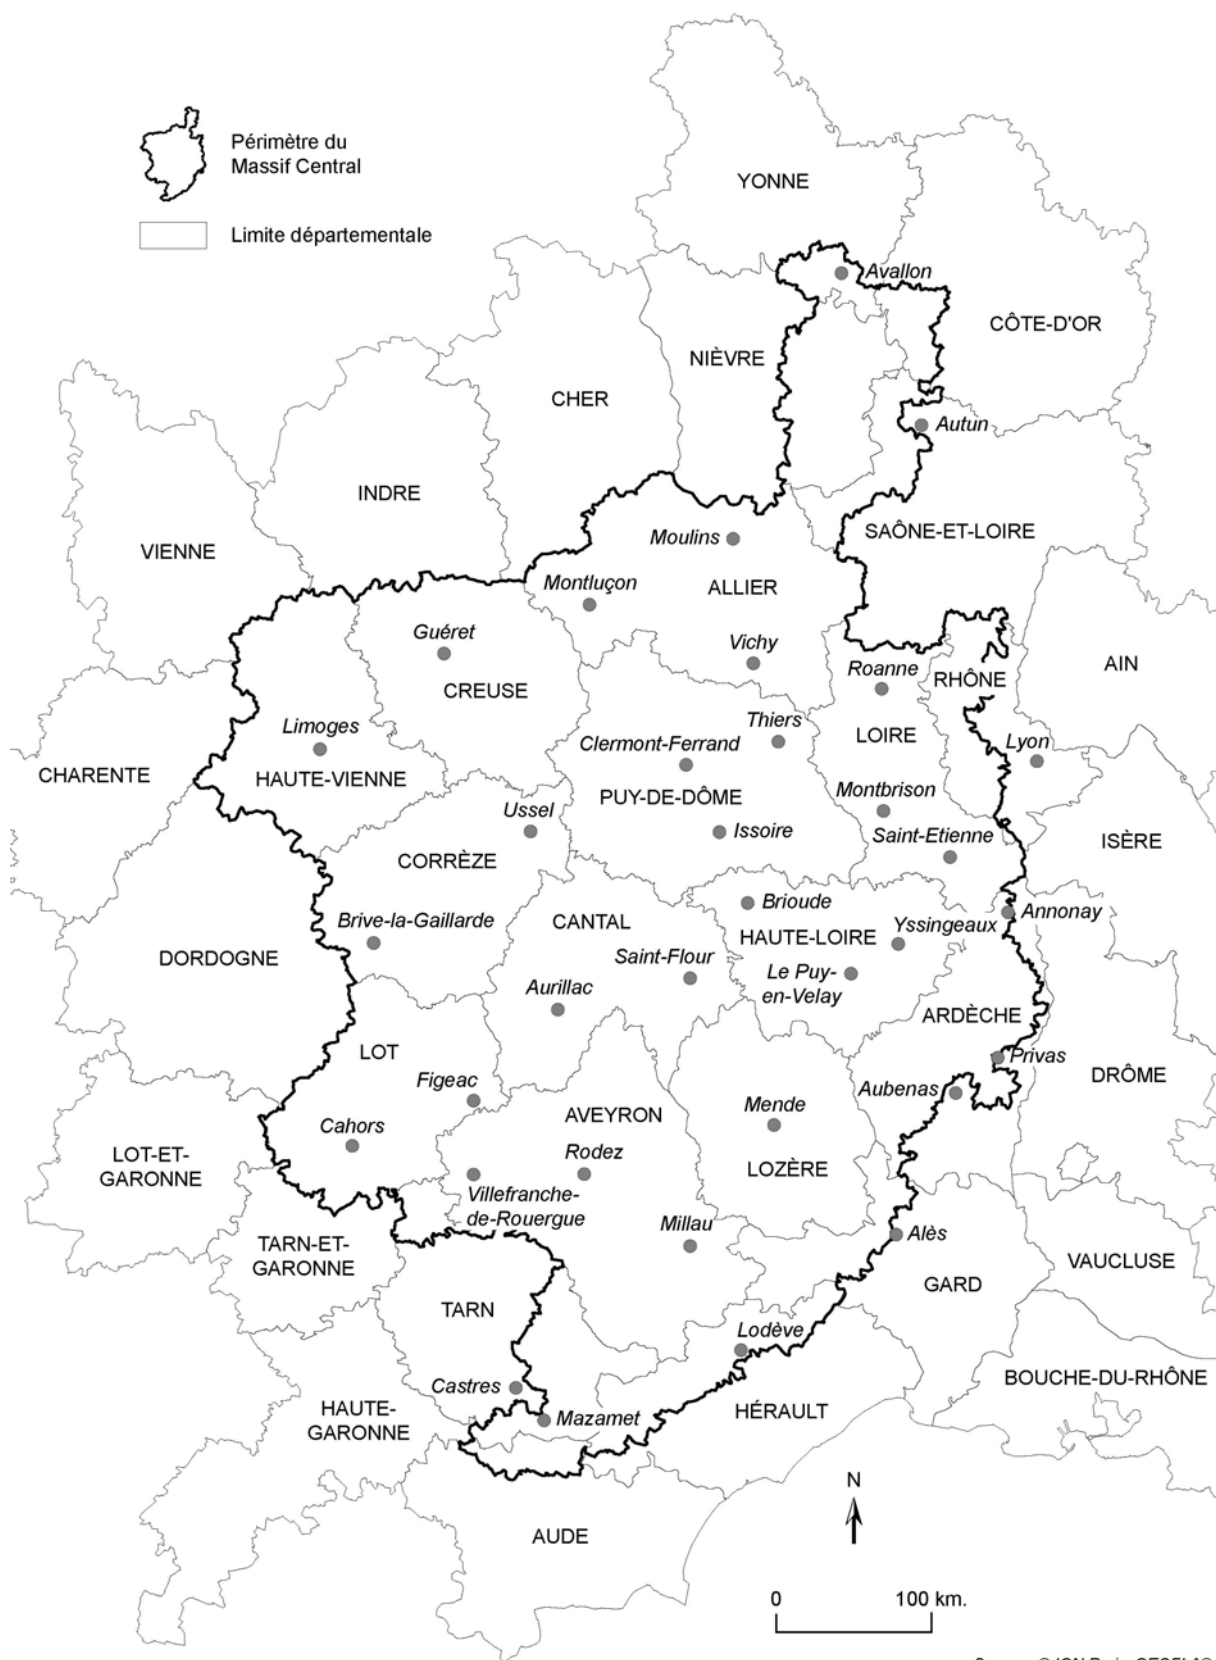 Périmètre du
Massif Central
Limite départementale
YONNE
Avallon
CÔTE-D'OR
NIÈVRE
CHER
Autun
INDRE
SAÔNE-ET-LOIRE
VIENNE
Moulins
Montluçon
ALLIER
Guéret
Vichy
Roanne
AIN
RHÔNE
CREUSE
Thiers
Limoges
LOIRE
Clermont-Ferrand
Lyon
CHARENTE
HAUTE-VIENNE
Montbrison
PUY-DE-DÔME
Ussel
Issoire
Saint-Etienne
ISÈRE
CORRÈZE
Brioude
Annonay
Brive-la-Gaillarde
CANTAL
Yssingeaux
HAUTE-LOIRE
DORDOGNE
Saint-Flour
Le Puy-
en-Velay
Aurillac
ARDÈCHE
LOT
Privas
DRÔME
Figeac
Aubenas
AVEYRON
Mende
Cahors
LOT-ET-
GARONNE
Rodez
LOZÈRE
Villefranche-
de-Rouergue
Millau
Alès
TARN-ET-
GARONNE
VAUCLUSE
GARD
TARN
Lodève
BOUCHE-DU-RHÔNE
Castres
HAUTE-
GARONNE
Mazamet
HÉRAULT
N
AUDE
0 100 km.